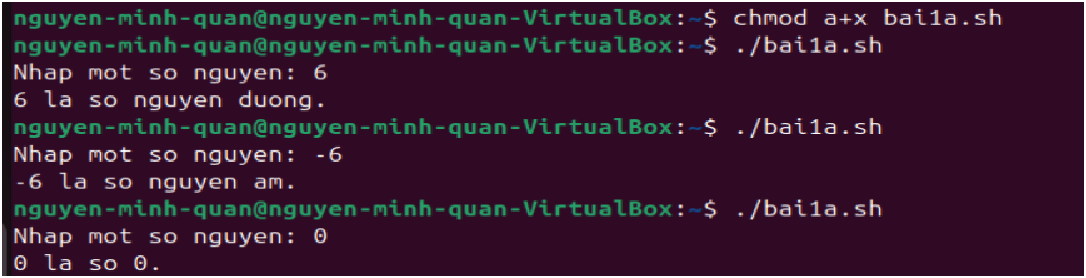 nguyen-minh-quan@nguyen-minh-quan-VirtualBox:~$ chmod a+x bai1a.sh
nguyen-minh-quan@nguyen-minh-quan-VirtualBox:~$ ./bai1a.sh
Nhap mot so nguyen: 6
6 la so nguyen duong.
nguyen-minh-quan@nguyen-minh-quan-VirtualBox:~$ ./bai1a.sh
Nhap mot so nguyen: -6
-6 la so nguyen am.
nguyen-minh-quan@nguyen-minh-quan-VirtualBox:~$ ./bai1a.sh
Nhap mot so nguyen: 0
0 la so 0.